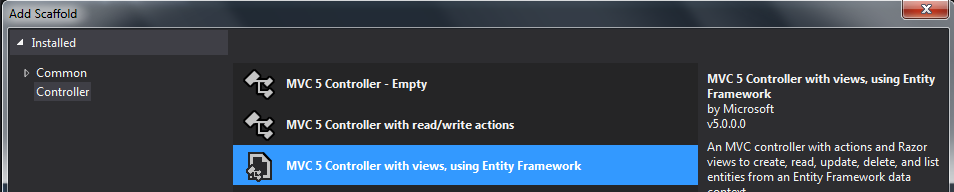 Add Scaffold
Installed
Common
Controller
MVC 5 Controller - Empty
MVC 5 Controller with read/write actions
MVC 5 Controller with views, using Entity Framework
MVC 5 Controller with views, using Entity
Framework
by Microsoft
v5.0.0.0
An MVC controller with actions and Razor
views to create, read, update, delete, and list
entities from an Entity Framework data
context.